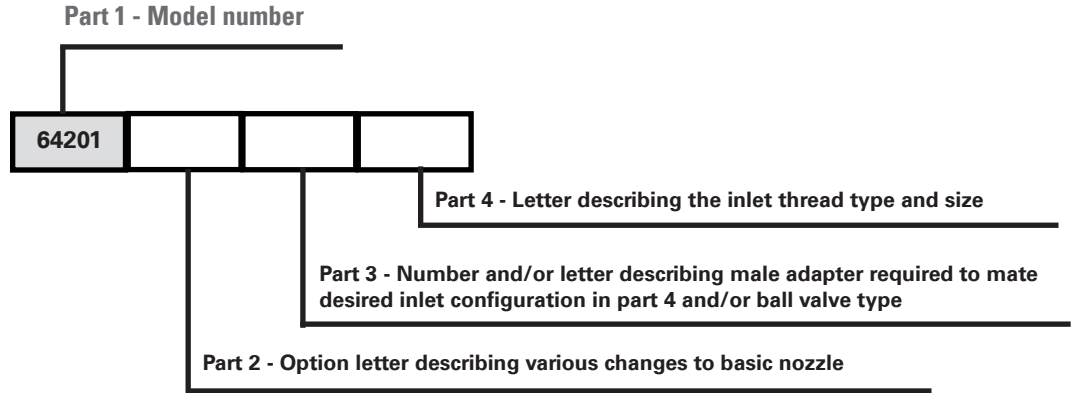 Part 1 - Model number
64201
Part 4 - Letter describing the inlet thread type and size
Part 3 - Number and/or letter describing male adapter required to mate
desired inlet configuration in part 4 and/or ball valve type
Part 2 - Option letter describing various changes to basic nozzle